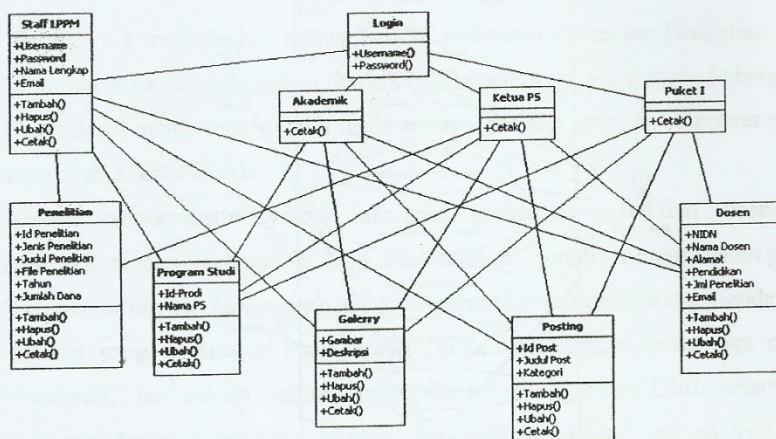 Staff LPPM
+Username
+Password
+Nama Lengkap
+Email
+Tambah()
+Hapus()
+Ubah()
+Cetak()
Login
+Username()
+Password()
Akademik
+Cetak()
Ketua PS
+Cetak()
Puket I
+Cetak()
Penelitian
+Id Penelitian
+Jenis Penelitian
+Judul Penelitian
+File Penelitian
+Tahun
+Jumlah Dana
+Tambah()
+Hapus()
+Ubah()
+Cetak()
Program Studi
+Id-Prodi
+Nama PS
+Tambah()
+Hapus()
+Ubah()
+Cetak()
Galerry
+Gambar
+Deskripsi
+Tambah()
+Hapus()
+Ubah()
+Cetak()
Posting
+Id Post
+Judul Post
+Kategori
+Tambah()
+Hapus()
+Ubah()
+Cetak()
Dosen
+NIDN
+Nama Dosen
+Alamat
+Pendidikan
+Jml Penelitian
+Email
+Tambah()
+Hapus()
+Ubah()
+Cetak()